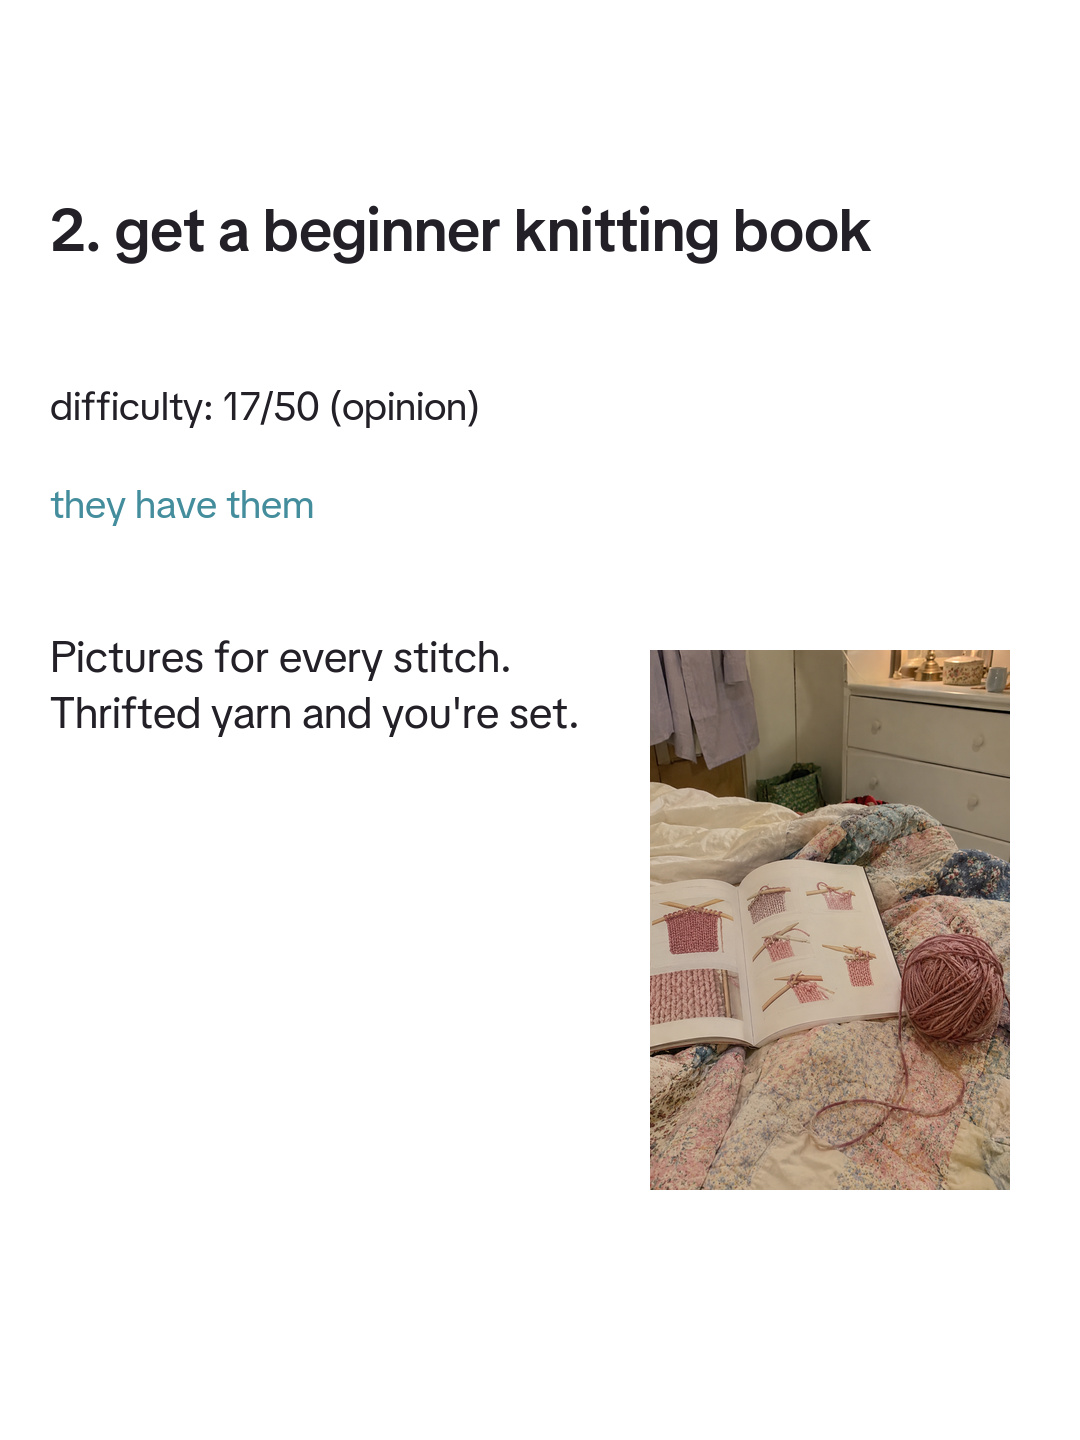 2. get a beginner knitting book
difficulty: 17/50 (opinion)
they have them
Pictures for every stitch.
Thrifted yarn and you're set.